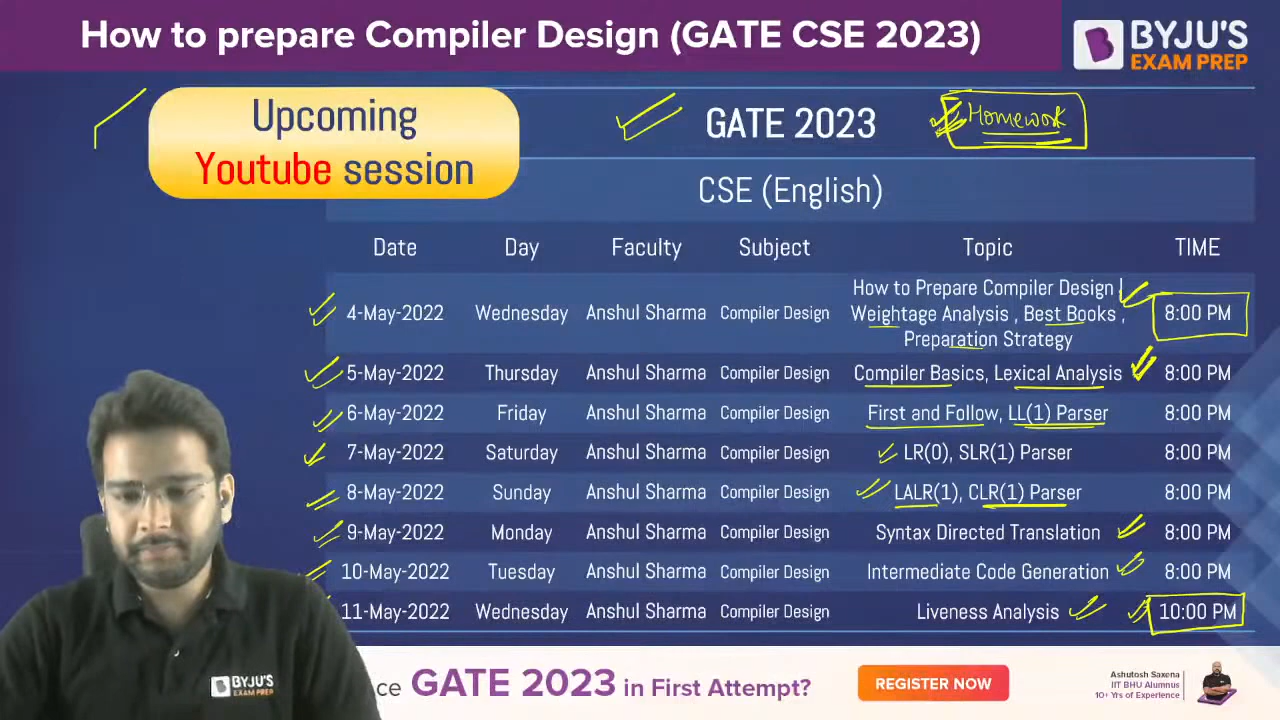 How to prepare Compiler Design (GATE CSE 2023)
BYJU'S
EXAM PREP
Upcoming
Youtube session
GATE 2023
Homework
CSE (English)
Date Day Faculty Subject Topic TIME
4-May-2022 Wednesday Anshul Sharma Compiler Design How to Prepare Compiler Design |
Weightage Analysis , Best Books ,
Preparation Strategy 8:00 PM
5-May-2022 Thursday Anshul Sharma Compiler Design Compiler Basics, Lexical Analysis 8:00 PM
6-May-2022 Friday Anshul Sharma Compiler Design First and Follow, LL(1) Parser 8:00 PM
7-May-2022 Saturday Anshul Sharma Compiler Design LR(0), SLR(1) Parser 8:00 PM
8-May-2022 Sunday Anshul Sharma Compiler Design LALR(1), CLR(1) Parser 8:00 PM
9-May-2022 Monday Anshul Sharma Compiler Design Syntax Directed Translation 8:00 PM
10-May-2022 Tuesday Anshul Sharma Compiler Design Intermediate Code Generation 8:00 PM
11-May-2022 Wednesday Anshul Sharma Compiler Design Liveness Analysis 10:00 PM
BYJU'S
EXAM PREP
ce GATE 2023 in First Attempt?
REGISTER NOW
Ashutosh Saxena
IIT BHU Alumnus
10+ Yrs of Experience